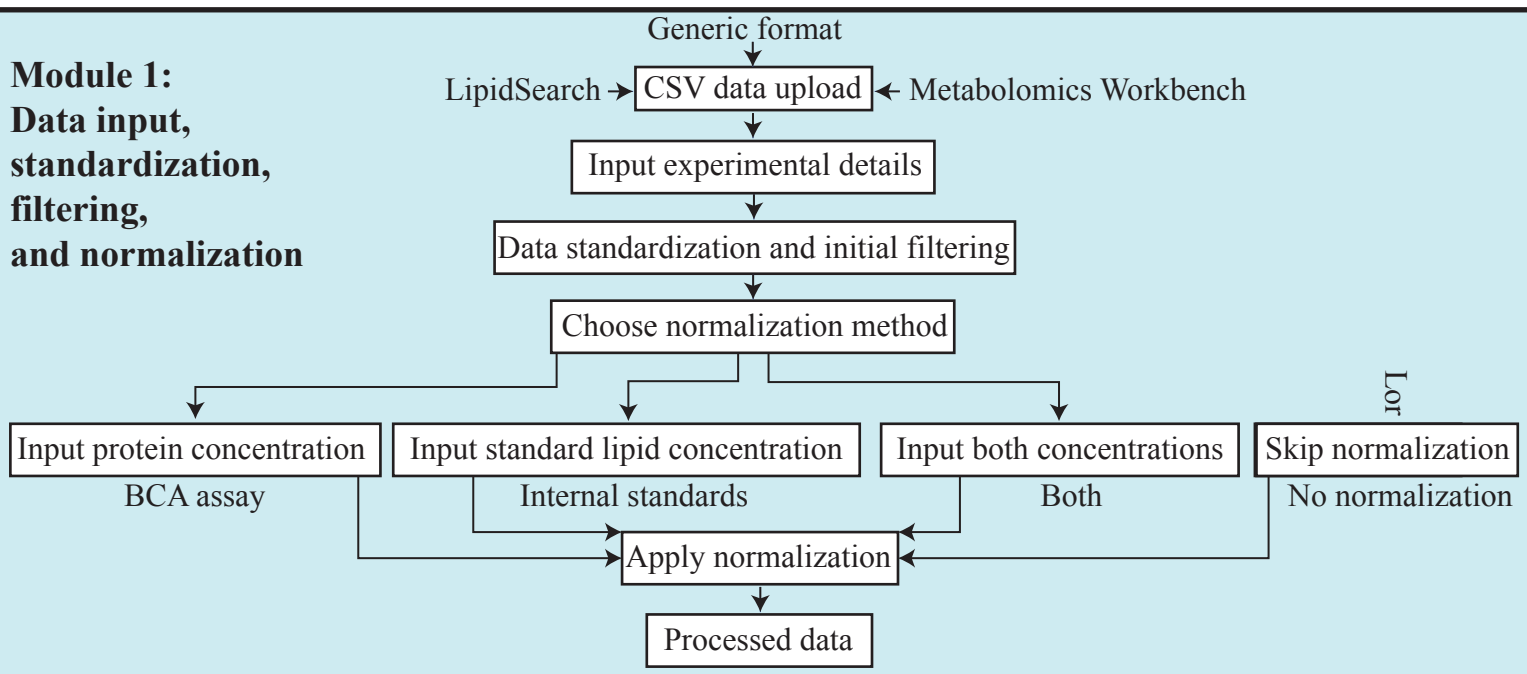 Generic format
Module 1:
Data input,
standardization,
filtering,
and normalization
LipidSearch
CSV data upload
Metabolomics Workbench
Input experimental details
Data standardization and initial filtering
Choose normalization method
Lor
Input protein concentration
Input standard lipid concentration
Input both concentrations
Skip normalization
BCA assay
Internal standards
Both
No normalization
Apply normalization
Processed data